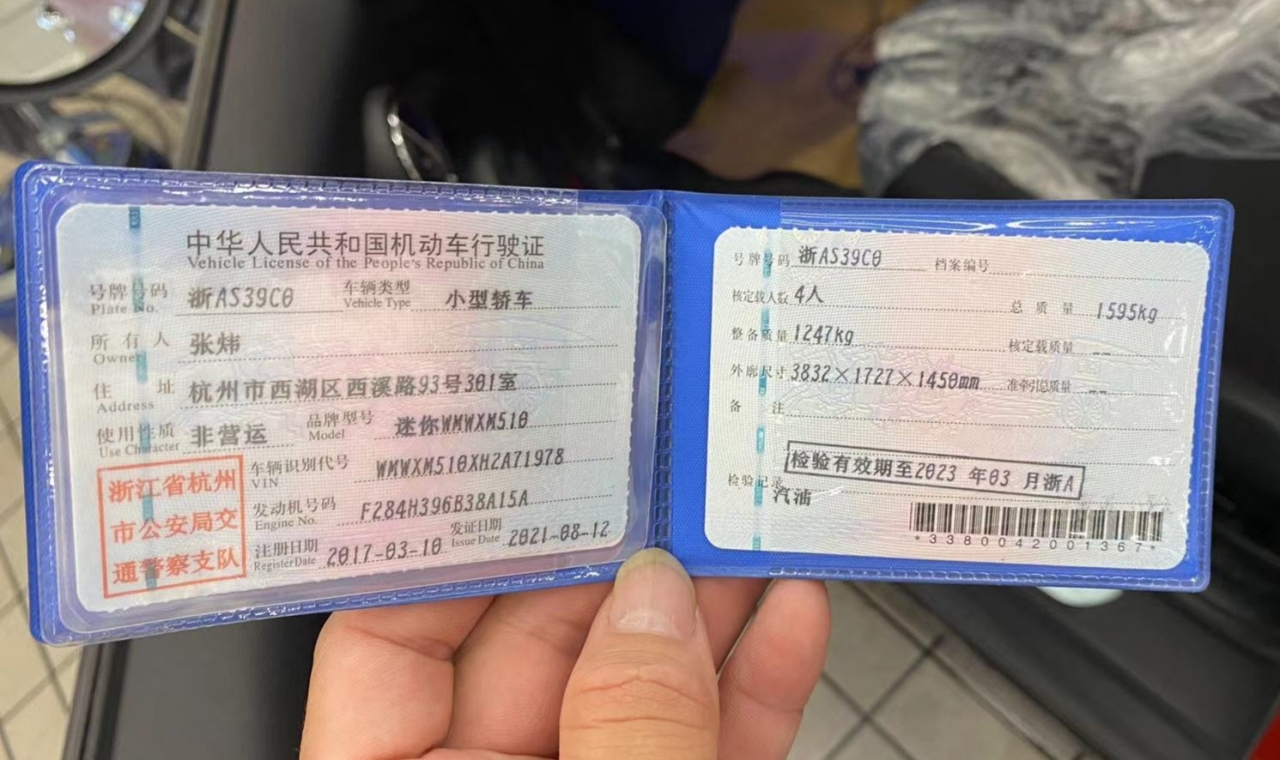 中华人民共和国机动车行驶证
Vehicle License of the People's Republic of China
号牌号码 浙AS39C0 车辆类型 小型轿车
Plate No. Vehicle Type
所有人 张炜
Owner
住址 杭州市西湖区西溪路93号301室
Address
使用性质 非营运 品牌型号 迷你WMWXM510
Use Character Model
浙江省杭州
市公安局交
通警察支队
车辆识别代号 WMWXM510XH2A71978
VIN
发动机号码 F284H396B38A15A
Engine No.
注册日期 2017-03-10 发证日期 2021-08-12
Register Date Issue Date
号牌号码 浙AS39C0 档案编号
核定载人数 4人 总质量 1595kg
整备质量 1247kg 核定载质量 --
外廓尺寸 3832×1727×1450mm 准牵引总质量 --
备注
检验有效期至2023 年03 月浙A
检验记录
汽油
*3380042001367*